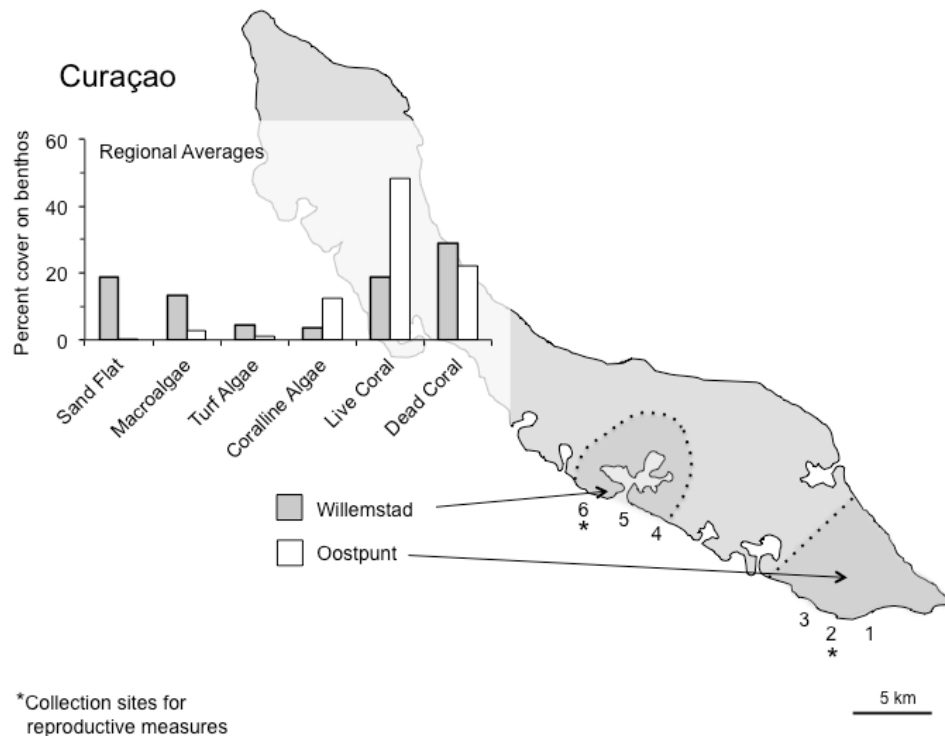 Curaçao
Percent cover on benthos
60
40
20
0
Regional Averages
Sand Flat
Macroalgae
Turf Algae
Coralline Algae
Live Coral
Dead Coral
Willemstad
Oostpunt
6
*
5
4
3
2
*
1
*Collection sites for
reproductive measures
5 km